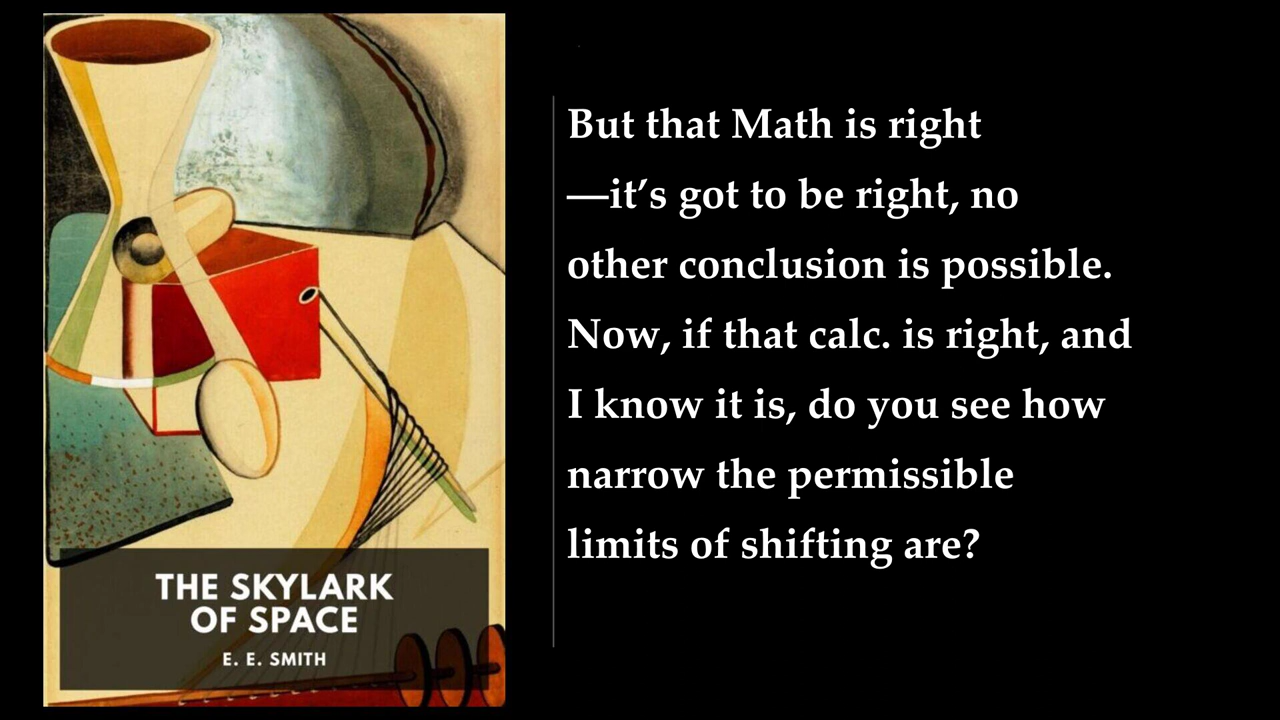 But that Math is right
—it’s got to be right, no
other conclusion is possible.
Now, if that calc. is right, and
I know it is, do you see how
narrow the permissible
limits of shifting are?
THE SKYLARK
OF SPACE
E. E. SMITH